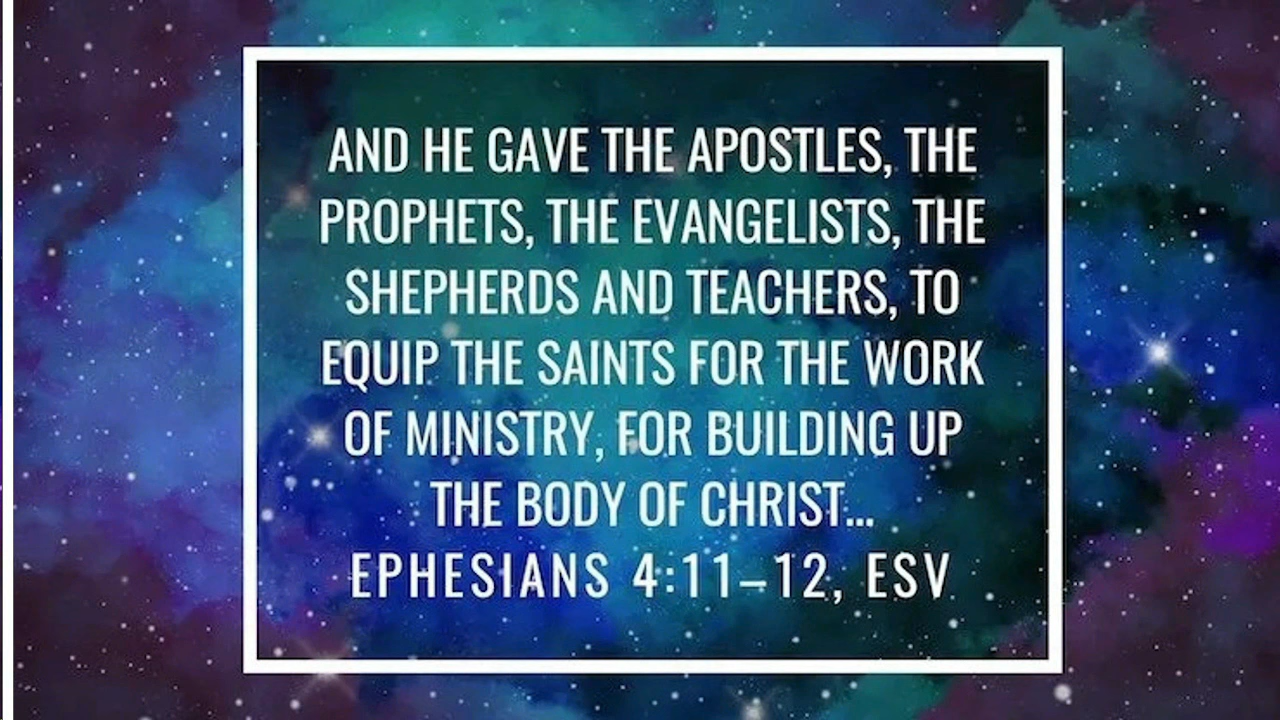 AND HE GAVE THE APOSTLES, THE
PROPHETS, THE EVANGELISTS, THE
SHEPHERDS AND TEACHERS, TO
EQUIP THE SAINTS FOR THE WORK
OF MINISTRY, FOR BUILDING UP
THE BODY OF CHRIST...
EPHESIANS 4:11–12, ESV